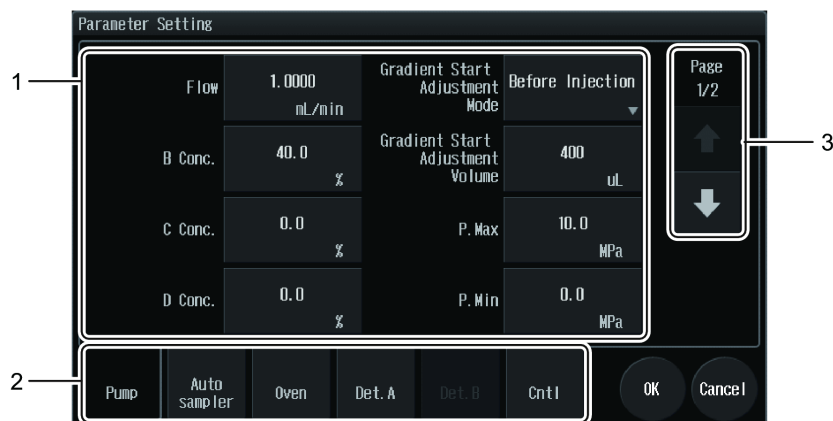 Parameter Setting
1
Flow
1.0000
mL/min
Gradient Start
Adjustment
Mode
Before Injection
Page
1/2
3
B Conc.
40.0
%
Gradient Start
Adjustment
Volume
400
uL
C Conc.
0.0
%
P.Max
10.0
MPa
D Conc.
0.0
%
P.Min
0.0
MPa
2
Pump
Auto
sampler
Oven
Det.A
Det.B
Cntl
OK
Cancel